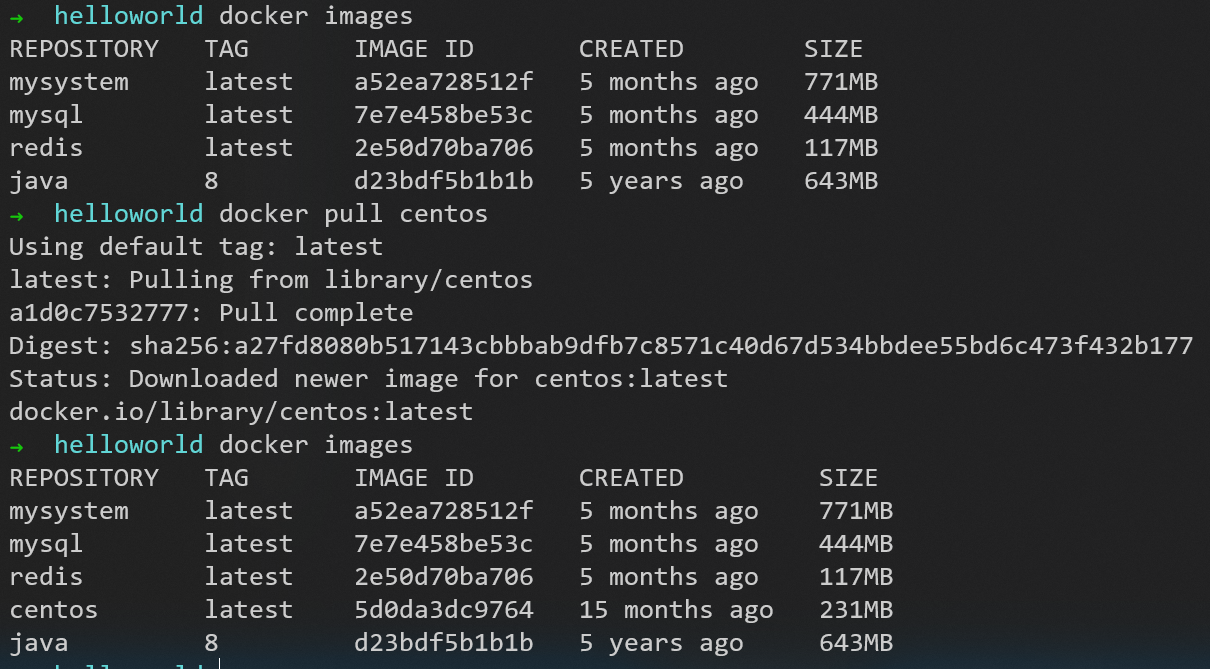 → helloworld docker images
REPOSITORY TAG IMAGE ID CREATED SIZE
mysystem latest a52ea728512f 5 months ago 771MB
mysql latest 7e7e458be53c 5 months ago 444MB
redis latest 2e50d70ba706 5 months ago 117MB
java 8 d23bdf5b1b1b 5 years ago 643MB
→ helloworld docker pull centos
Using default tag: latest
latest: Pulling from library/centos
a1d0c7532777: Pull complete
Digest: sha256:a27fd8080b517143cbbbab9dfb7c8571c40d67d534bbdee55bd6c473f432b177
Status: Downloaded newer image for centos:latest
docker.io/library/centos:latest
→ helloworld docker images
REPOSITORY TAG IMAGE ID CREATED SIZE
mysystem latest a52ea728512f 5 months ago 771MB
mysql latest 7e7e458be53c 5 months ago 444MB
redis latest 2e50d70ba706 5 months ago 117MB
centos latest 5d0da3dc9764 15 months ago 231MB
java 8 d23bdf5b1b1b 5 years ago 643MB